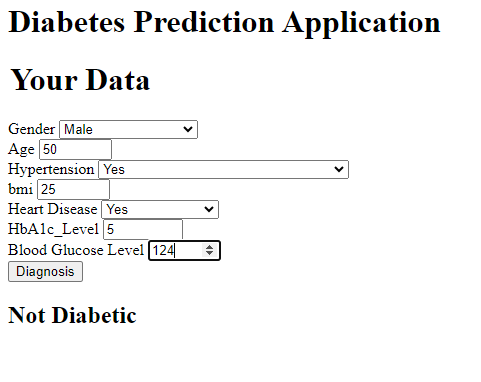 Diabetes Prediction Application
Your Data
Gender Male
Age 50
Hypertension Yes
bmi 25
Heart Disease Yes
HbA1c_Level 5
Blood Glucose Level 124
Diagnosis
Not Diabetic